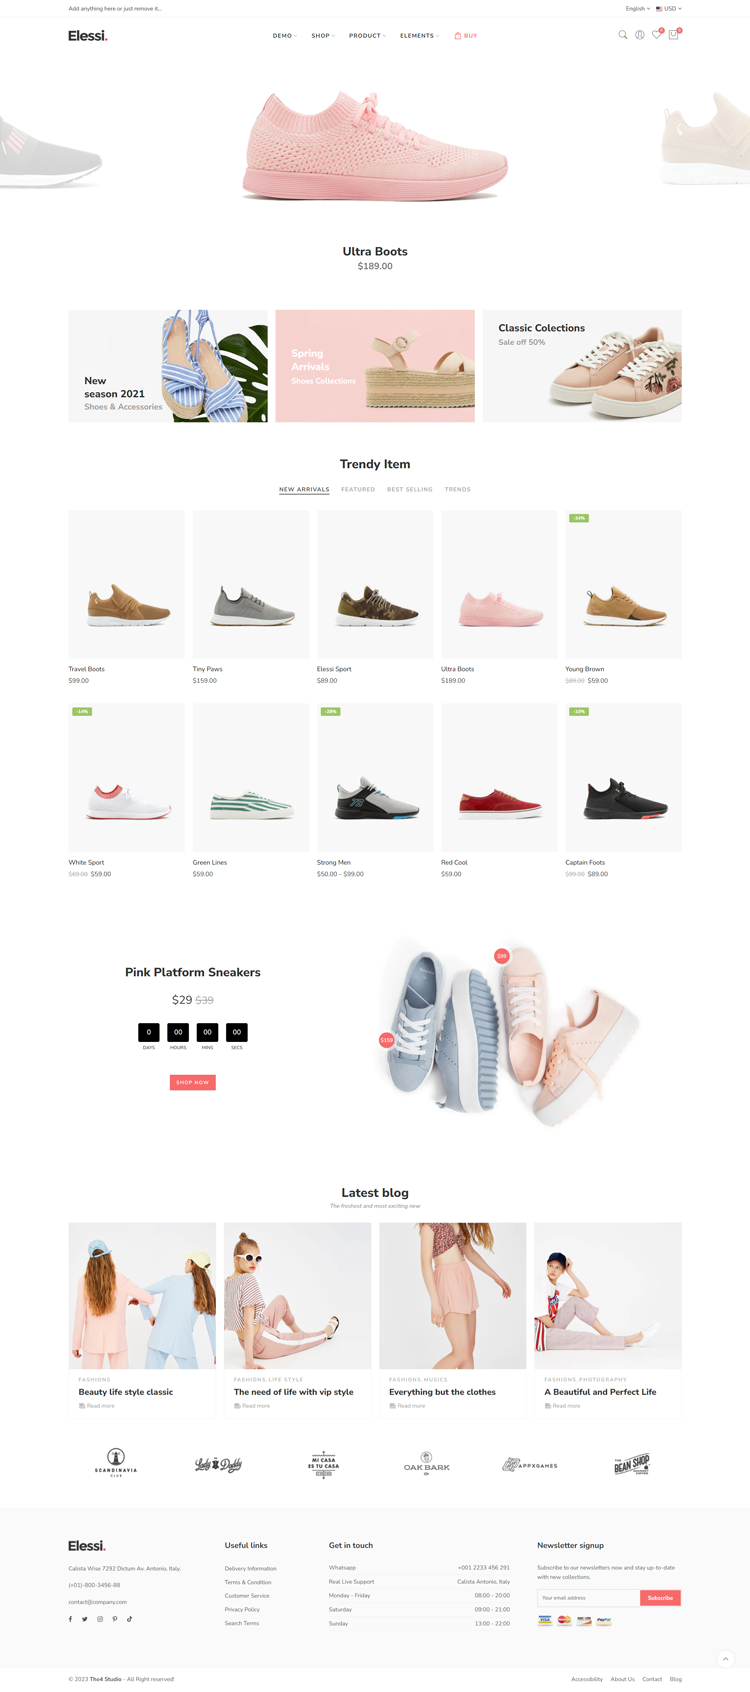 Add anything here or just remove it...
English
USD
Elessi.
DEMO
SHOP
PRODUCT
ELEMENTS
BUY
0
0
Ultra Boots
$189.00
New
season 2021
Shoes & Accessories
Spring
Arrivals
Shoes Collections
Classic Colections
Sale off 50%
Trendy Item
NEW ARRIVALS
FEATURED
BEST SELLING
TRENDS
-34%
Travel Boots
$99.00
Tiny Paws
$159.00
Elessi Sport
$89.00
Ultra Boots
$189.00
Young Brown
$89.00 $59.00
-14%
-28%
-10%
White Sport
$69.00 $59.00
Green Lines
$59.00
Strong Men
$50.00 – $99.00
Red Cool
$59.00
Captain Foots
$99.00 $89.00
Pink Platform Sneakers
$29 $39
0
00
00
00
DAYS
HOURS
MINS
SECS
SHOP NOW
$99
$110
Latest blog
The freshest and most exciting new
FASHIONS
Beauty life style classic
Read more
FASHIONS, LIFE STYLE
The need of life with vip style
Read more
FASHIONS, MUSICS
Everything but the clothes
Read more
FASHIONS, PHOTOGRAPHY
A Beautiful and Perfect Life
Read more
SCANDINAVIA
CLUB
Lady & Daddy
MI CASA
ES TU CASA
OAK BARK
APPXGAMES
THE
BEAN SHOP
Elessi.
Calista Wise 7292 Dictum Av. Antonio, Italy.
(+01)-800-3456-88
contact@company.com
Useful links
Delivery Information
Terms & Condition
Customer Service
Privacy Policy
Search Terms
Get in touch
Whatsapp +001 2233 456 291
Real Live Support Calista Antonio, Italy
Monday - Friday 08:00 - 20:00
Saturday 09:00 - 21:00
Sunday 13:00 - 22:00
Newsletter signup
Subscribe to our newsletters now and stay up-to-date
with new collections.
Your email address
Subscribe
VISA
MasterCard
PayPal
© 2023 The4 Studio - All Right reserved!
Accessibility
About Us
Contact
Blog